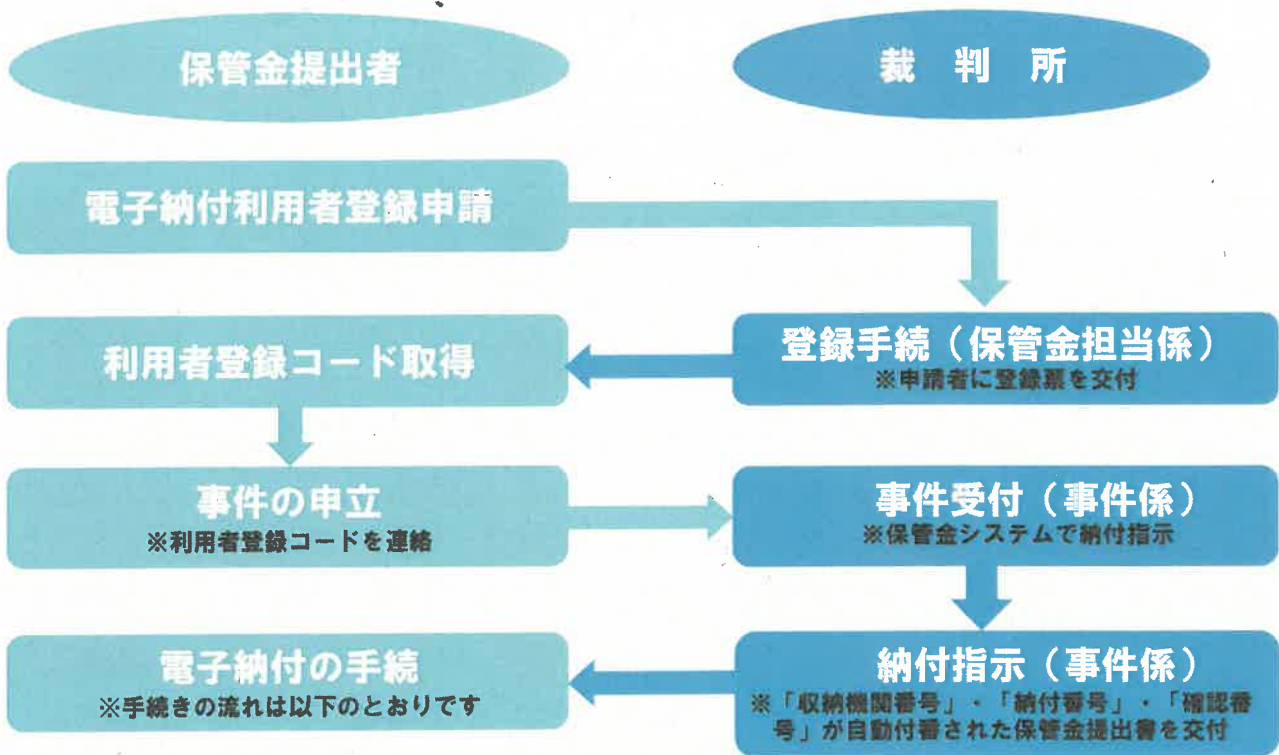 保管金提出者
裁 判 所
電子納付利用者登録申請
利用者登録コード取得
登録手続(保管金担当係)
※申請者に登録票を交付
事件の申立
※利用者登録コードを連絡
事件受付(事件係)
※保管金システムで納付指示
電子納付の手続
※手続きの流れは以下のとおりです
納付指示(事件係)
※「収納機関番号」・「納付番号」・「確認番
号」が自動付番された保管金提出書を交付